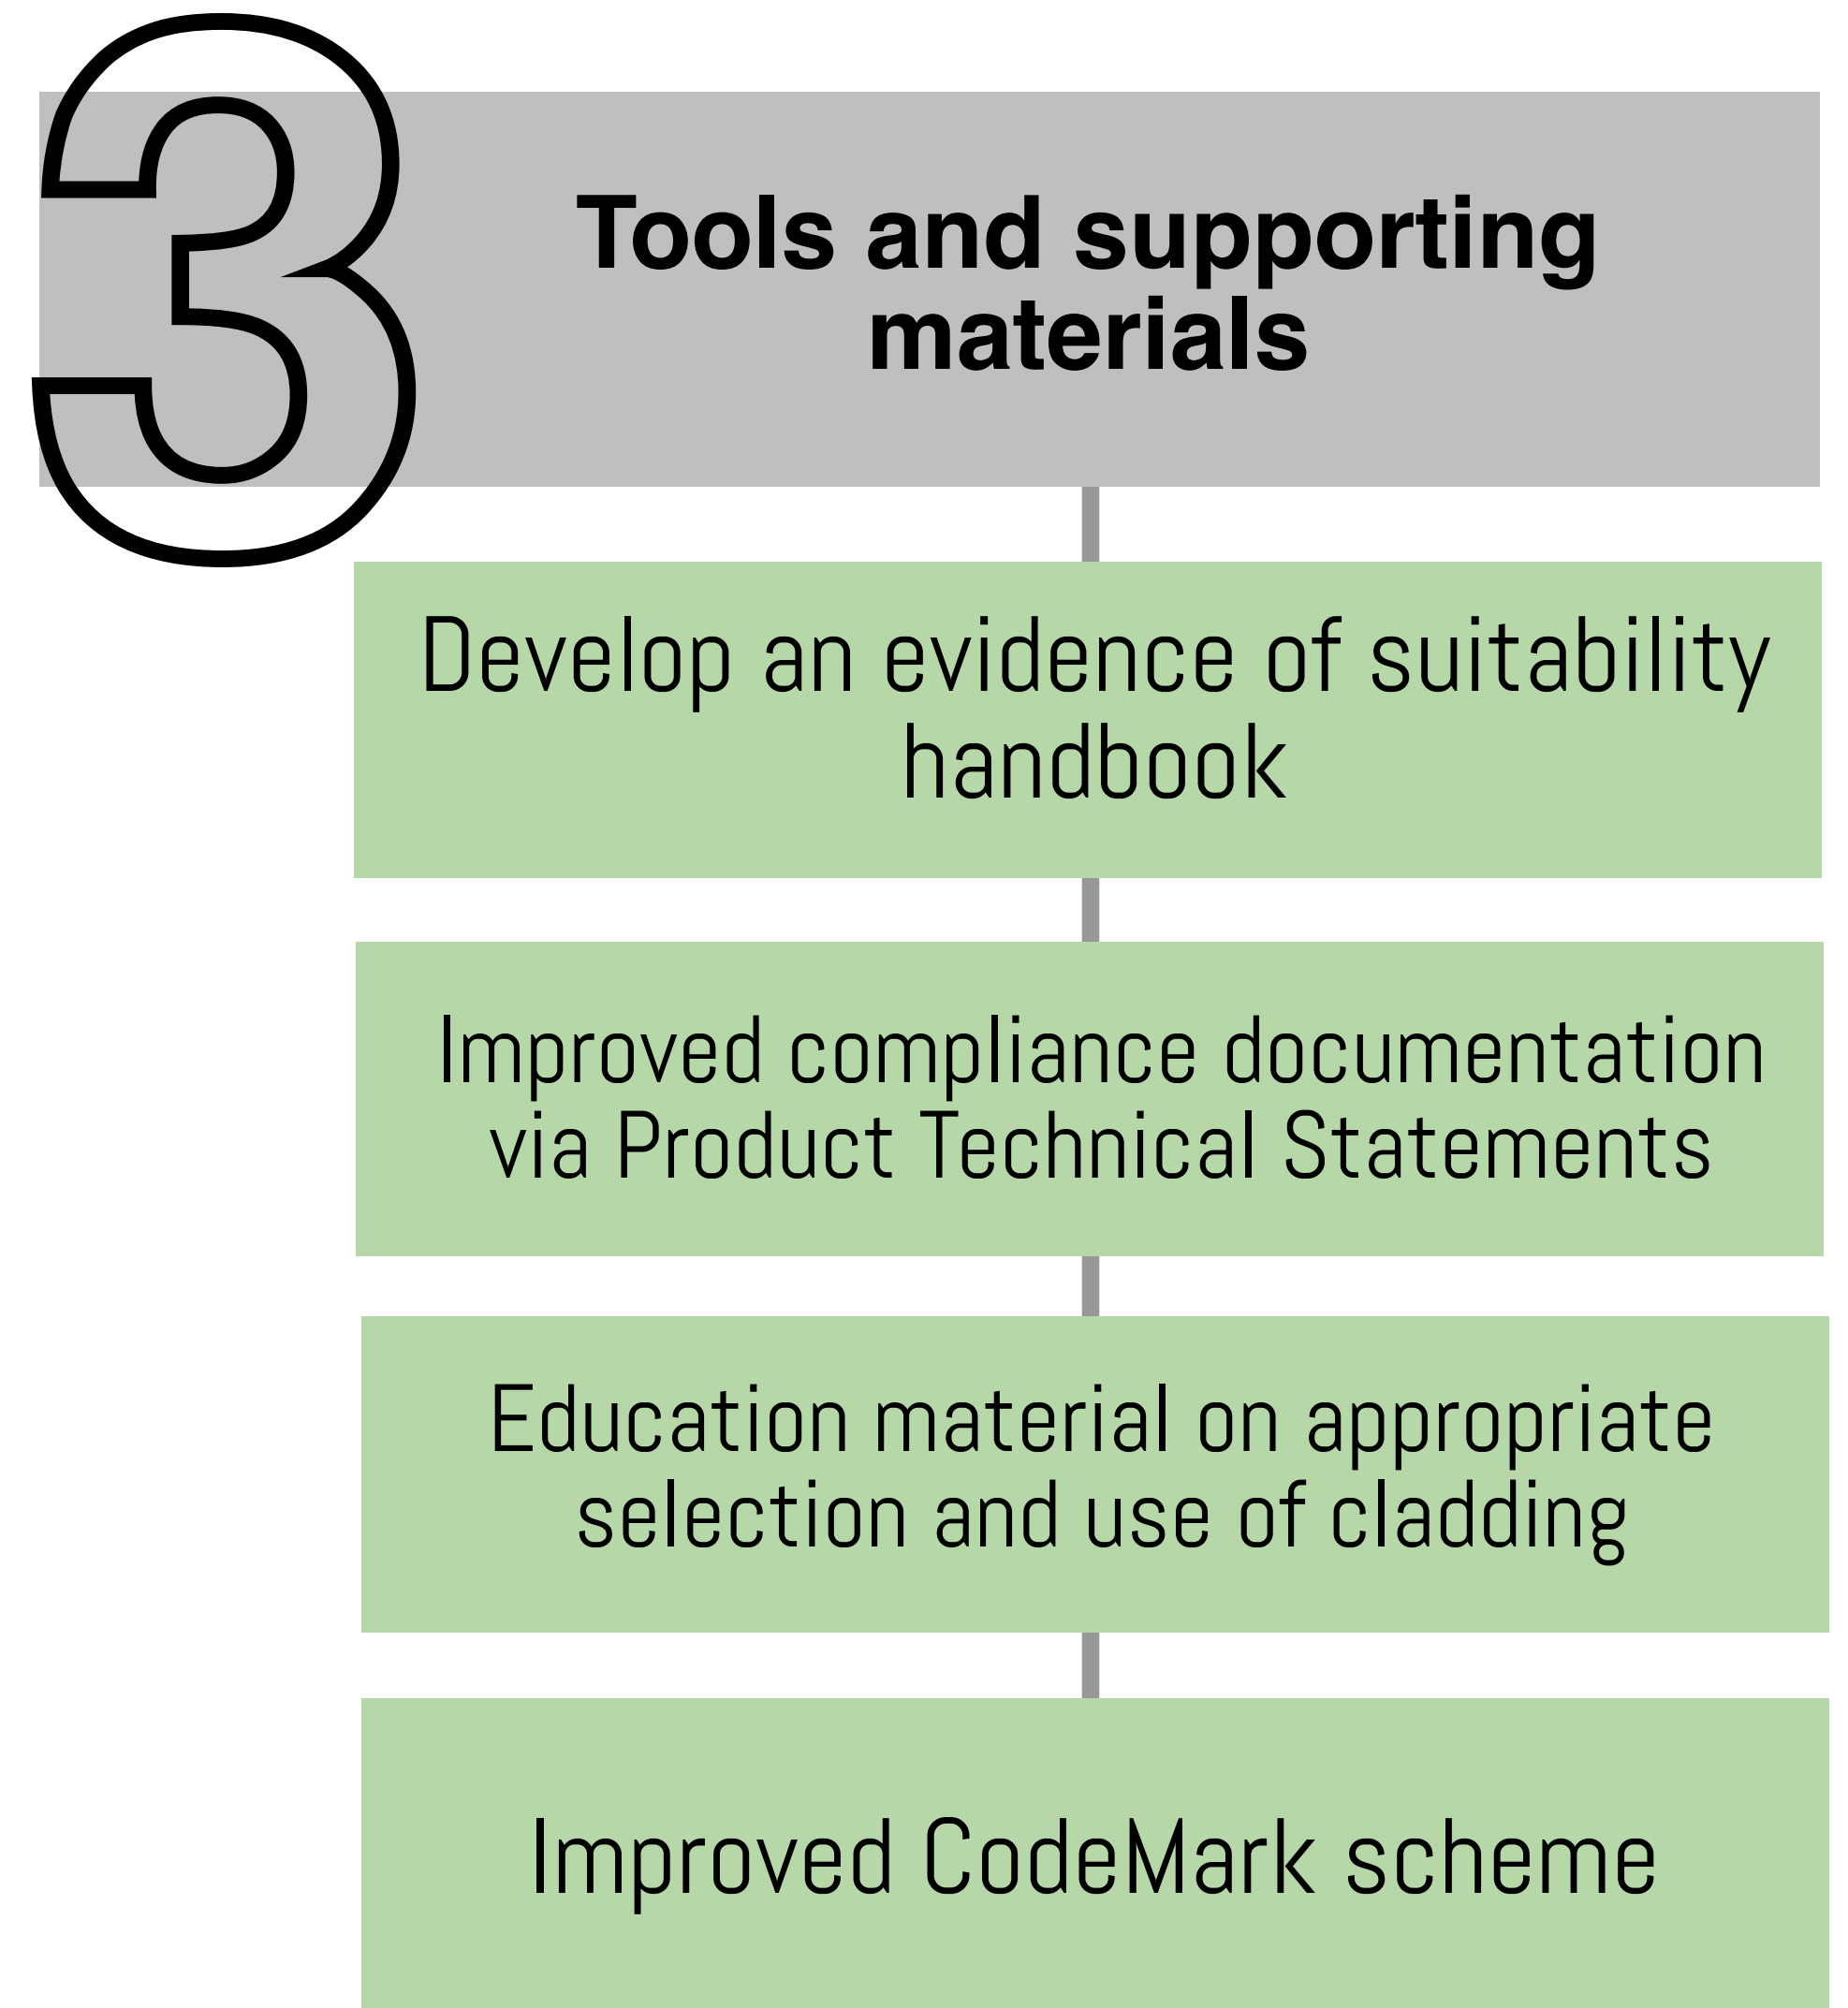 3
Tools and supporting
materials
Develop an evidence of suitability
handbook
Improved compliance documentation
via Product Technical Statements
Education material on appropriate
selection and use of cladding
Improved CodeMark scheme